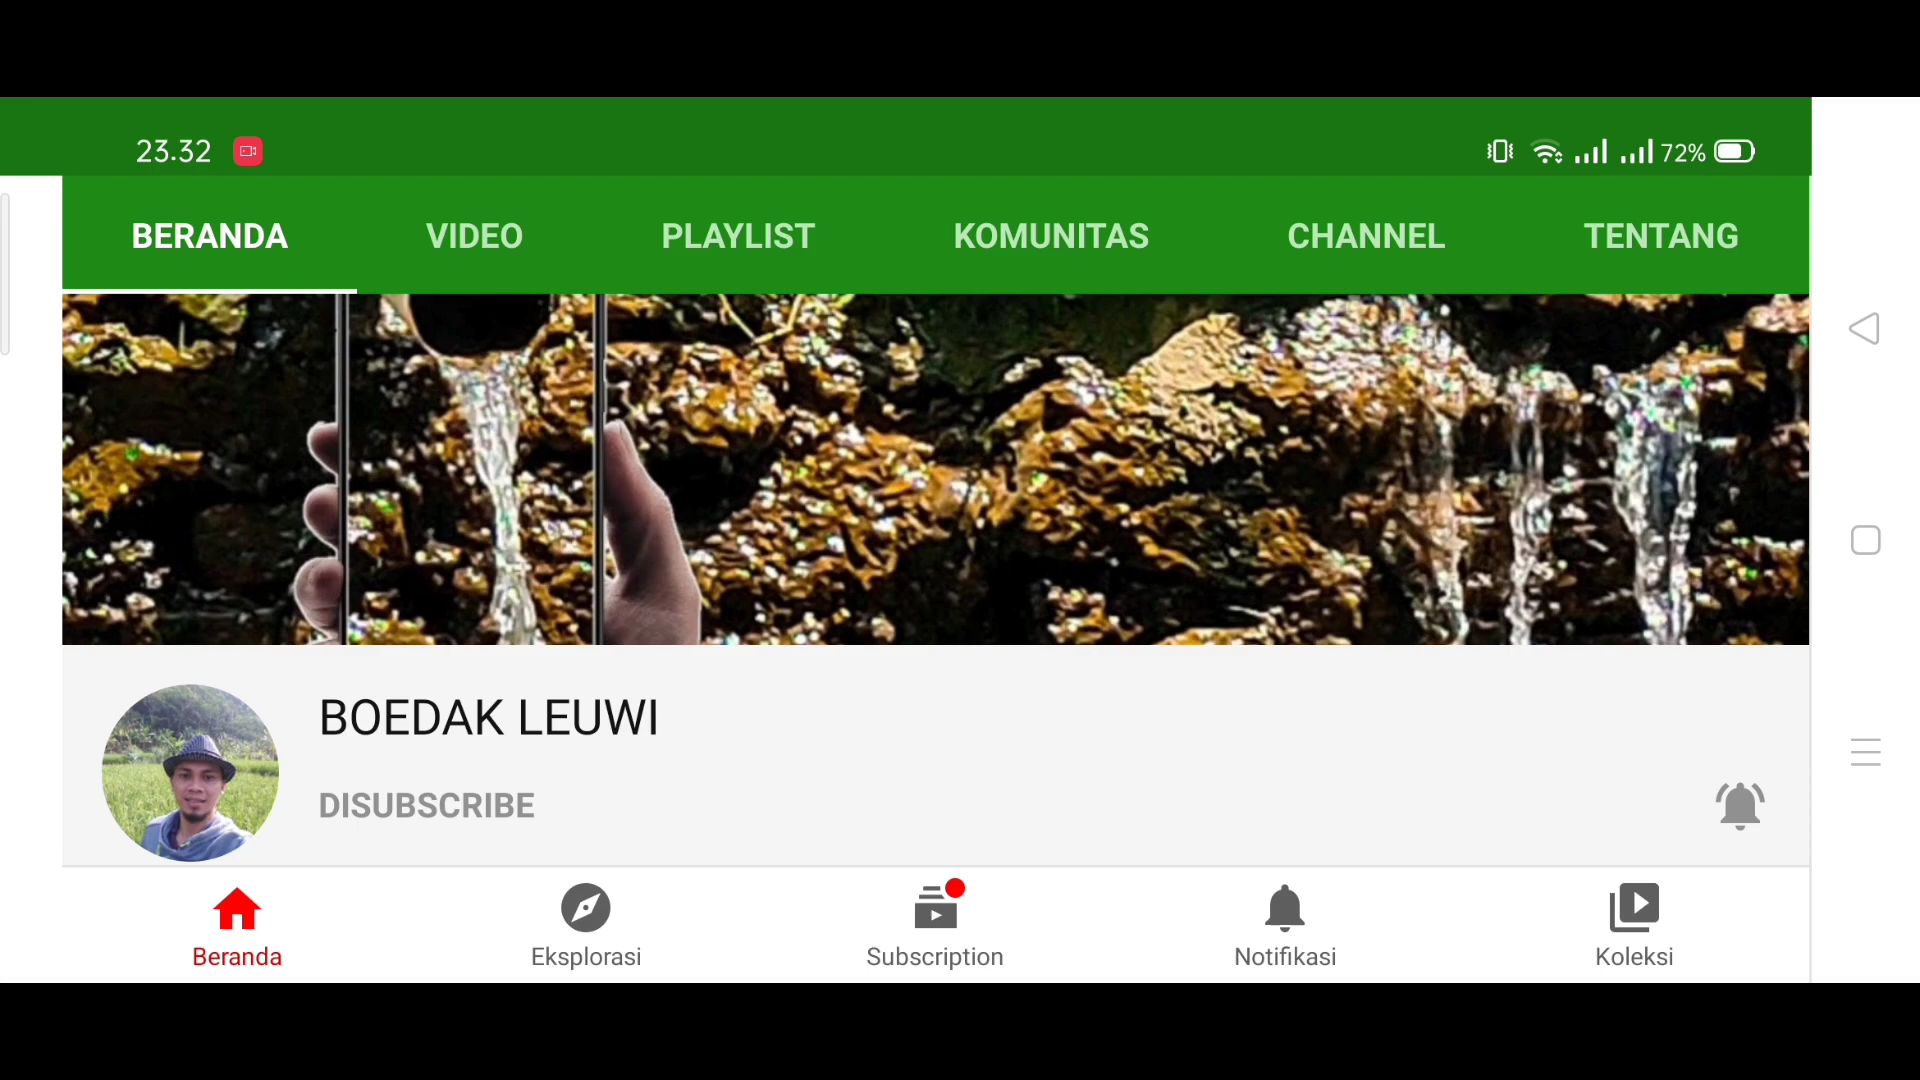 23.32
72%
BERANDA VIDEO PLAYLIST KOMUNITAS CHANNEL TENTANG
BOEDAK LEUWI
DISUBSCRIBE
Beranda Eksplorasi Subscription Notifikasi Koleksi